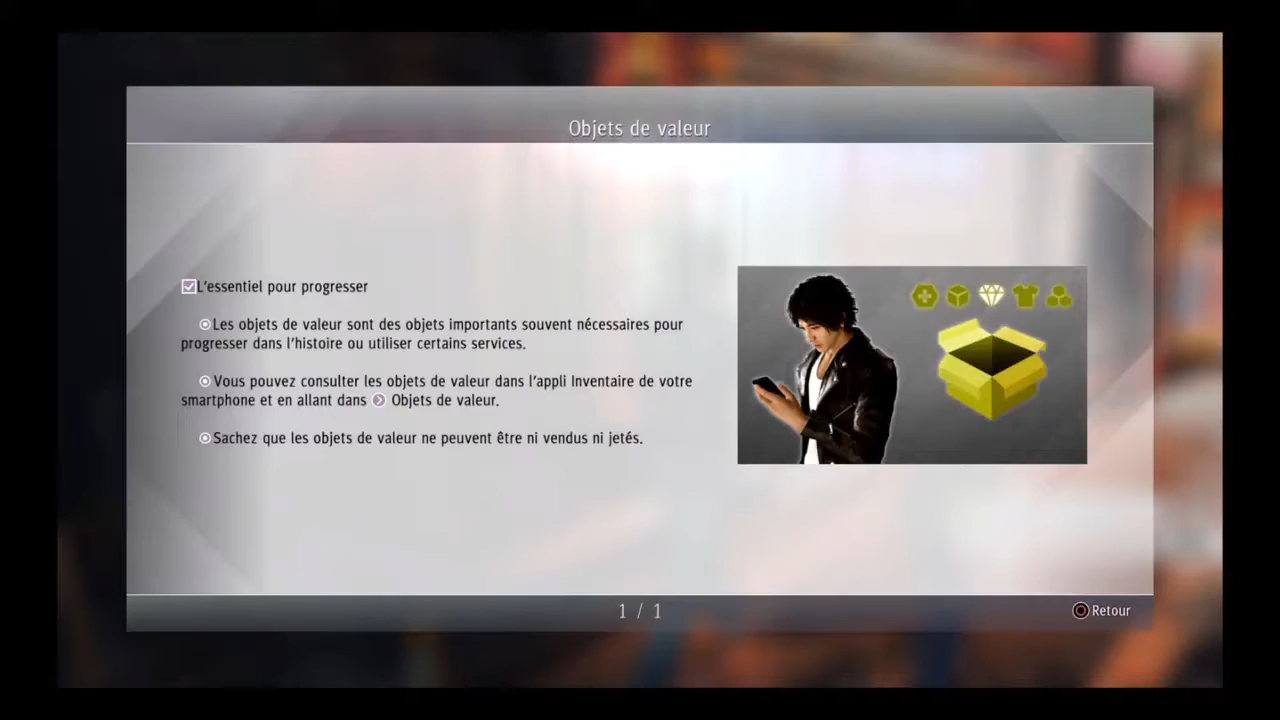 Objets de valeur
L'essentiel pour progresser
Les objets de valeur sont des objets importants souvent nécessaires pour
progresser dans l'histoire ou utiliser certains services.
Vous pouvez consulter les objets de valeur dans l'appli Inventaire de votre
smartphone et en allant dans Objets de valeur.
Sachez que les objets de valeur ne peuvent être ni vendus ni jetés.
1 / 1
Retour